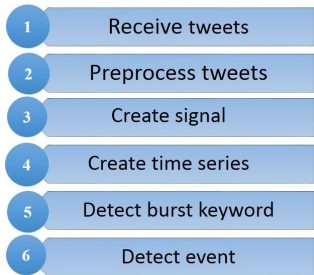 1 Receive tweets
2 Preprocess tweets
3 Create signal
4 Create time series
5 Detect burst keyword
6 Detect event